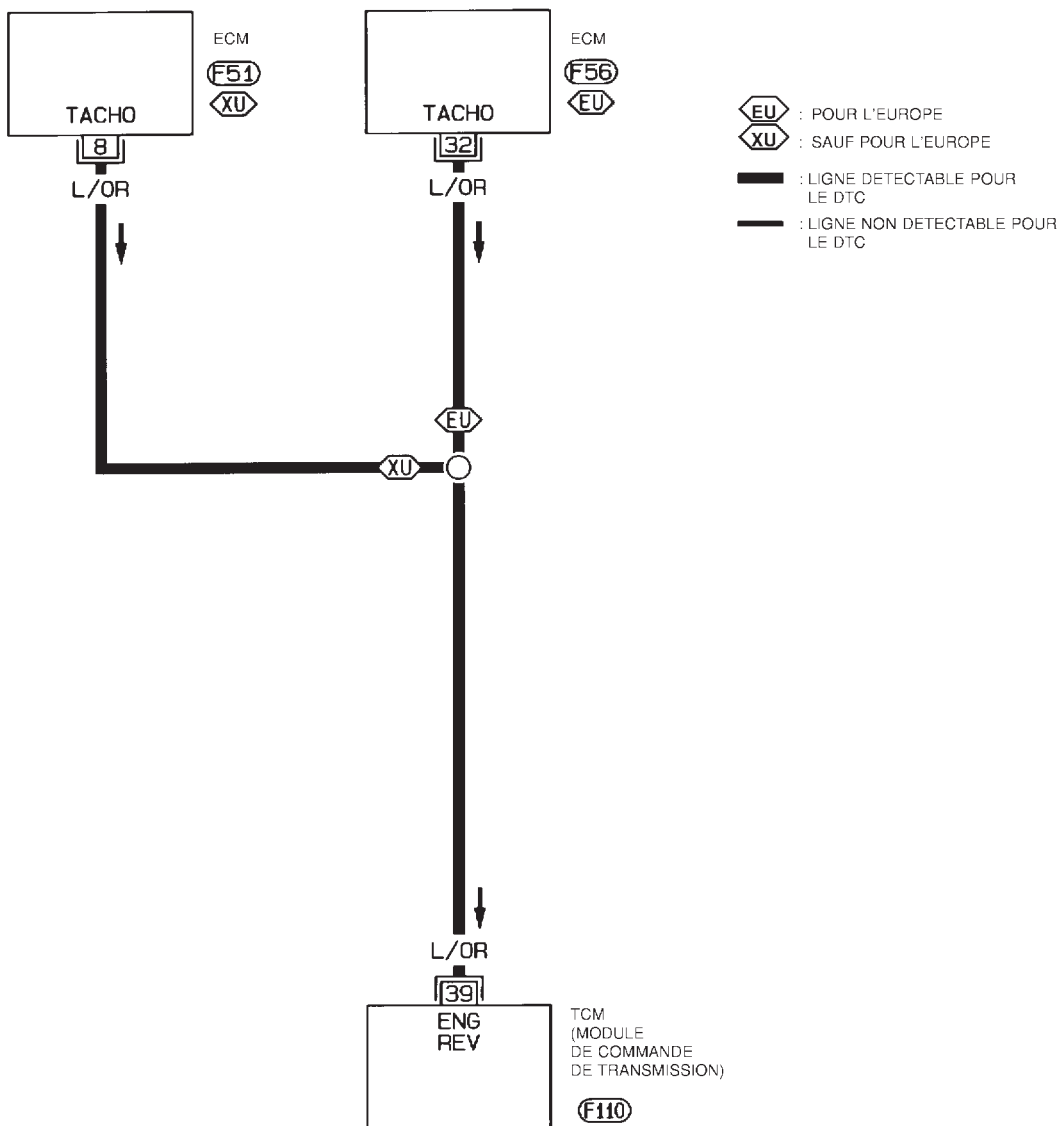 ECM
F51
XU
TACHO
8
L/OR
ECM
F56
EU
TACHO
32
L/OR
EU : POUR L'EUROPE
XU : SAUF POUR L'EUROPE
: LIGNE DETECTABLE POUR
LE DTC
: LIGNE NON DETECTABLE POUR
LE DTC
EU
XU
L/OR
39
ENG
REV
TCM
(MODULE
DE COMMANDE
DE TRANSMISSION)
F110